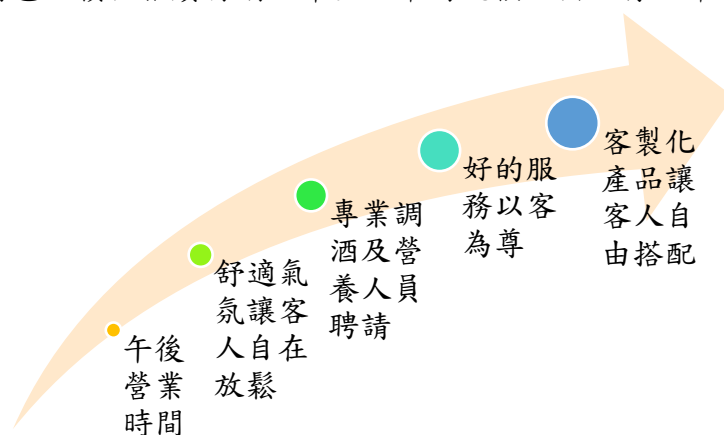 午後
營業
時間
舒適氣
氛讓客
人自在
放鬆
專業調
酒及營
養人員
聘請
好的服
務以客
為尊
客製化
產品讓
客人自
由搭配